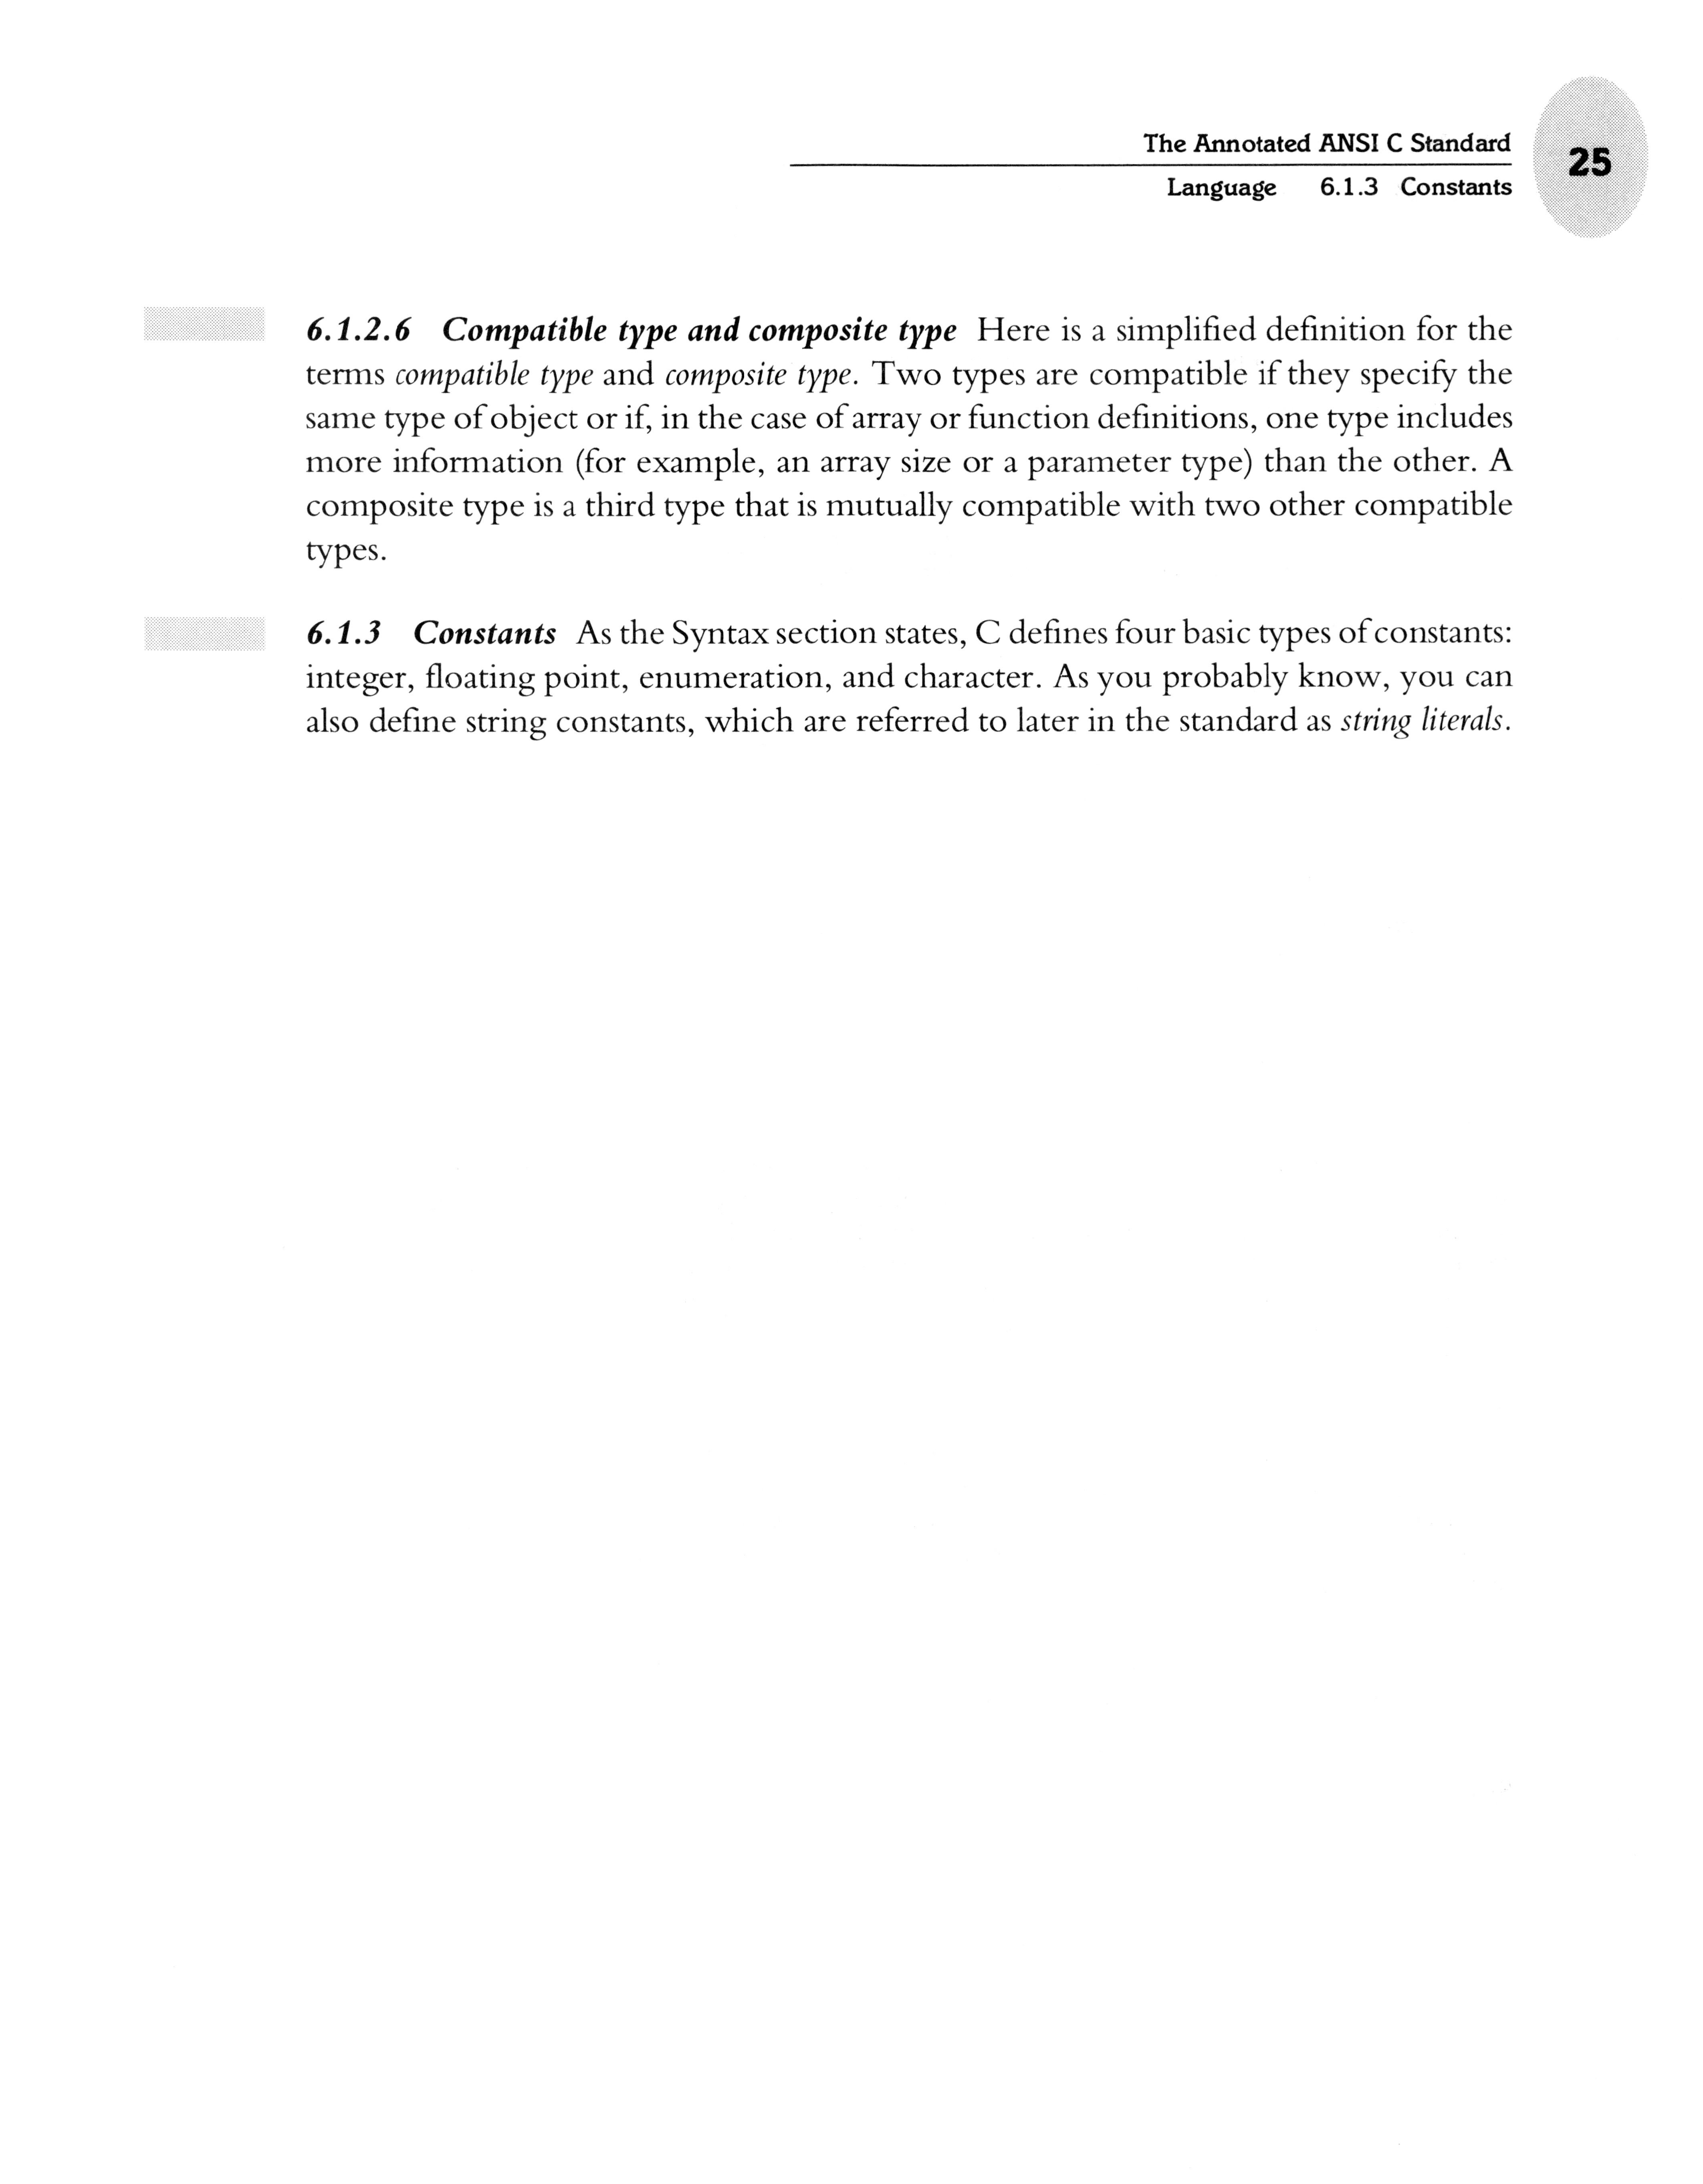 The Annotated ANSI C Standard
25
Language 6.1.3 Constants
6.1.2.6 Compatible type and composite type Here is a simplified definition for the
terms compatible type and composite type. Two types are compatible if they specify the
same type of object or if, in the case of array or function definitions, one type includes
more information (for example, an array size or a parameter type) than the other. A
composite type is a third type that is mutually compatible with two other compatible
types.
6.1.3 Constants As the Syntax section states, C defines four basic types of constants:
integer, floating point, enumeration, and character. As you probably know, you can
also define string constants, which are referred to later in the standard as string literals.